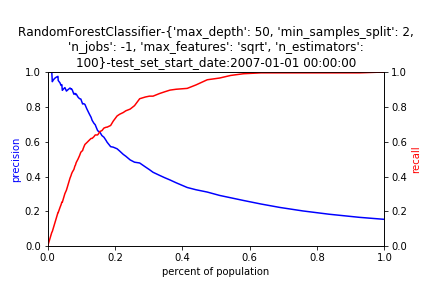 RandomForestClassifier-{'max_depth': 50, 'min_samples_split': 2,
'n_jobs': -1, 'max_features': 'sqrt', 'n_estimators':
100}-test_set_start_date:2007-01-01 00:00:00
1.0 1.0
0.8 0.8
0.6 0.6
precision recall
0.4 0.4
0.2 0.2
0.0 0.0
0.0 0.2 0.4 0.6 0.8 1.0
percent of population